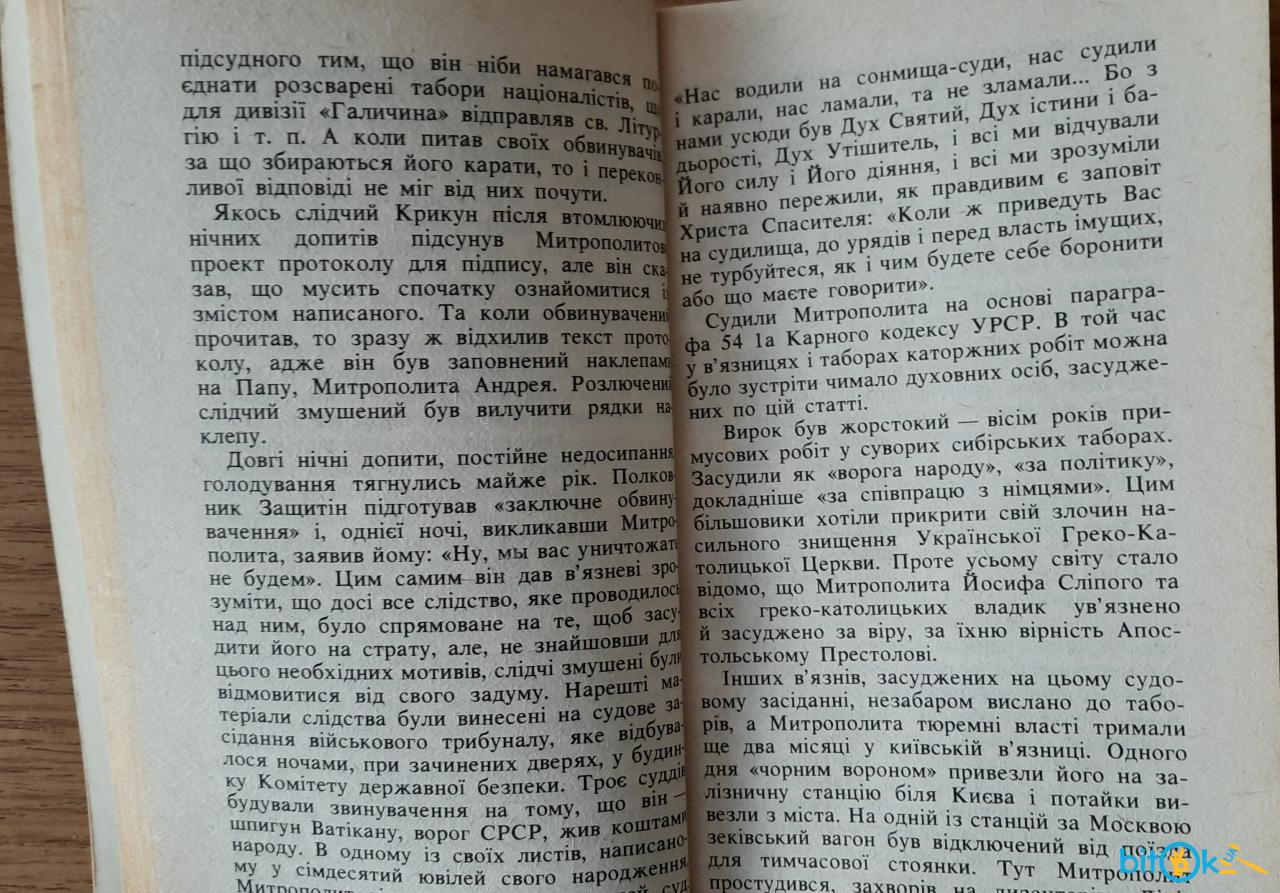 підсудного тим, що він ніби намагався по-
єднати розсварені табори націоналістів, що
для дивізії «Галичина» відправляв св. Літур-
гію і т. п. А коли питав своїх обвинувачів,
за що збираються його карати, то і перекон-
ливої відповіді не міг від них почути.
Якось слідчий Крикун після втомлюючих
нічних допитів підсунув Митрополитов
проект протоколу для підпису, але він ска-
зав, що мусить спочатку ознайомитися і
змістом написаного. Та коли обвинувачени
прочитав, то зразу ж відхилив текст прото-
колу, адже він був заповнений наклепами
на Папу, Митрополита Андрея. Розлючени
слідчий змушений був вилучити рядки на-
клепу.
Довгі нічні допити, постійне недосипання
голодування тягнулись майже рік. Полков-
ник Защитін підготував «заключне обвину-
вачення» і, однієї ночі, викликавши Митро-
полита, заявив йому: «Ну, мы вас уничтожать
не будем». Цим самим він дав в'язневі зро-
зуміти, що досі все слідство, яке проводилось
над ним, було спрямоване на те, щоб засу-
дити його на страту, але, не знайшовши для
цього необхідних мотивів, слідчі змушені були
відмовитися від свого задуму. Нарешті ма-
теріали слідства були винесені на судове за-
сідання військового трибуналу, яке відбува-
лося ночами, при зачинених дверях, у будин-
ку Комітету державної безпеки. Троє суддів
будували звинувачення на тому, що він —
шпигун Ватікану, ворог СРСР, жив коштами
народу. В одному із своїх листів, написано-
му у сімдесятий ювілей свого народження,
Митрополит
«Нас водили на сонмища-суди, нас судили
і карали, нас ламали, та не зламали... Бо з
нами усюди був Дух Святий, Дух істини і ба-
дьорості, Дух Утішитель, і всі ми відчували
Його силу і Його діяння, і всі ми зрозуміли
й наявно пережили, як правдивим є заповіт
Христа Спасителя: «Коли ж приведуть Вас
на судилища, до урядів і перед власть імущих,
не турбуйтеся, як і чим будете себе боронити
або що маєте говорити».
Судили Митрополита на основі парагра-
фа 54 1а Карного кодексу УРСР. В той час
у в'язницях і таборах каторжних робіт можна
було зустріти чимало духовних осіб, засудже-
них по цій статті.
Вирок був жорстокий — вісім років при-
мусових робіт у суворих сибірських таборах.
Засудили як «ворога народу», «за політику»,
докладніше «за співпрацю з німцями». Цим
більшовики хотіли прикрити свій злочин на-
сильного знищення Української Греко-Ка-
толицької Церкви. Проте усьому світу стало
відомо, що Митрополита Йосифа Сліпого та
всіх греко-католицьких владик ув'язнено
й засуджено за віру, за їхню вірність Апос-
тольському Престолові.
Інших в'язнів, засуджених на цьому судо-
вому засіданні, незабаром вислано до табо-
рів, а Митрополита тюремні власті тримали
ще два місяці у київській в'язниці. Одного
дня «чорним вороном» привезли його на за-
лізничну станцію біля Києва і потайки ви-
везли з міста. На одній із станцій за Москвою
зеківський вагон був відключений від поїзда
для тимчасової стоянки. Тут Митрополит
простудився, захворів на